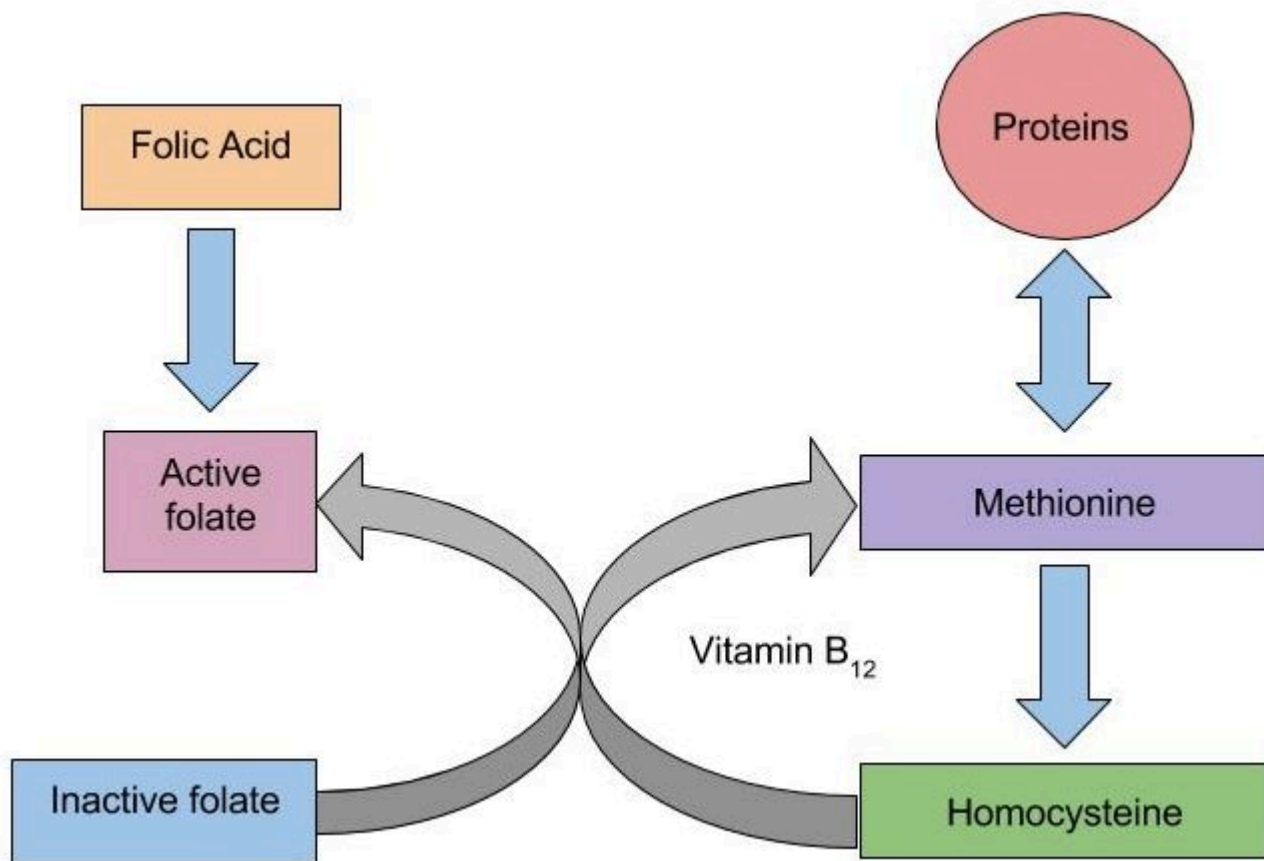 Folic Acid
Proteins
Active
folate
Methionine
Vitamin B₁₂
Inactive folate
Homocysteine